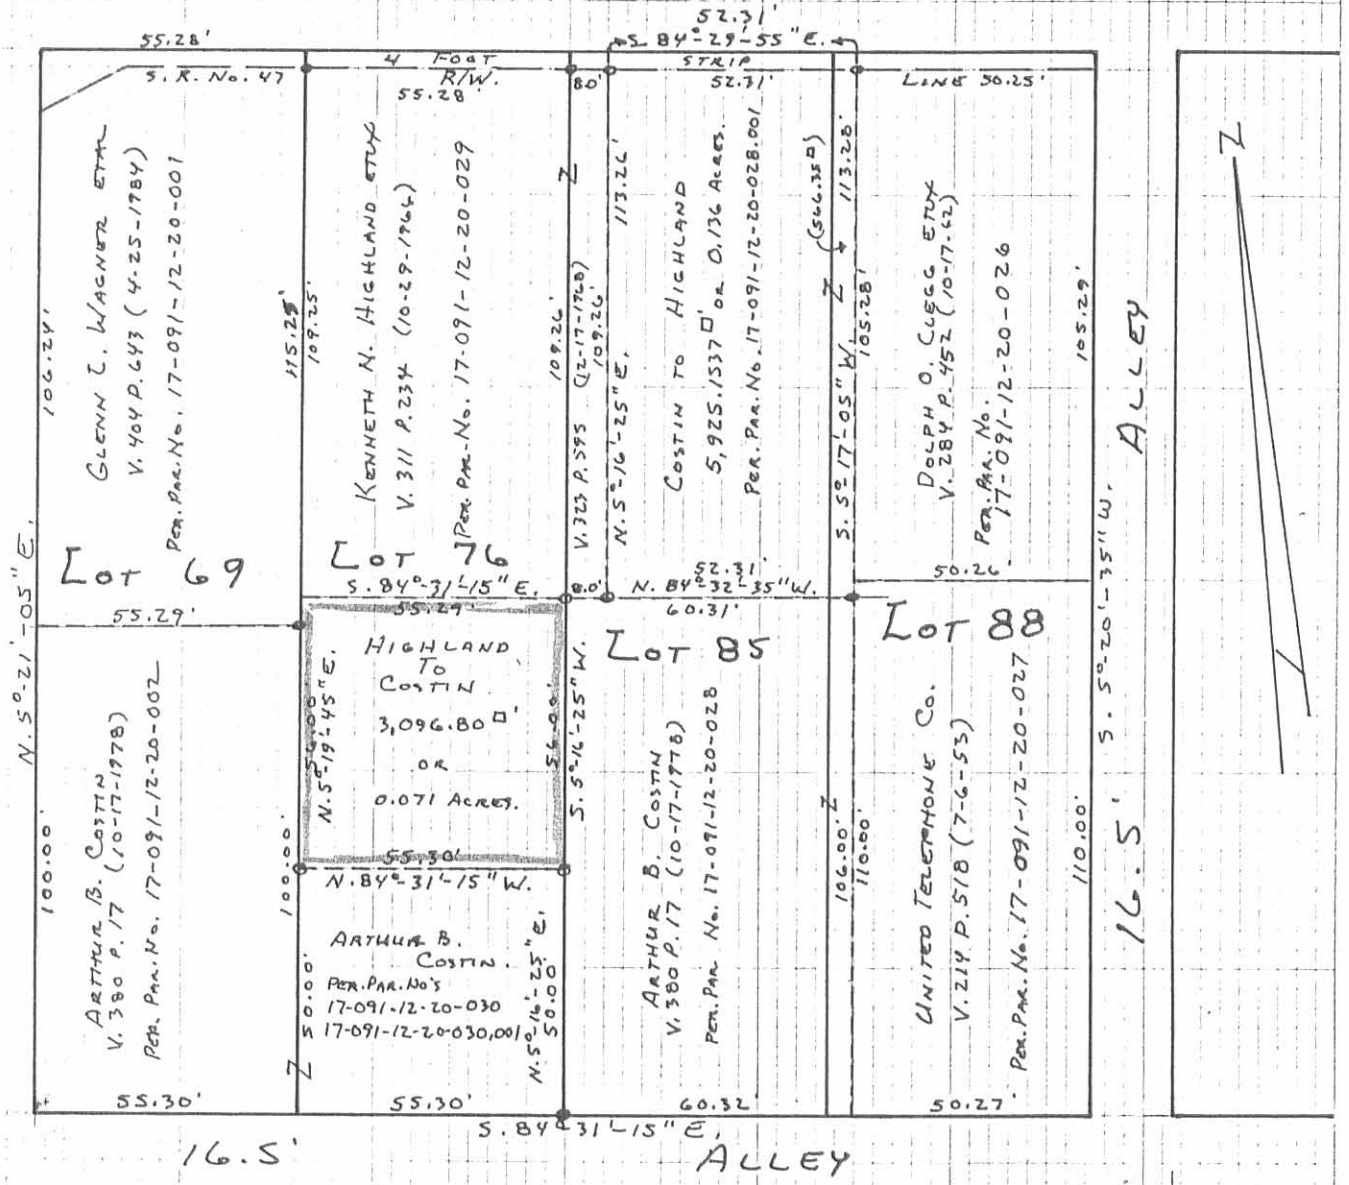 52.31'
S. 84°-29'-55" E.
55.28'
4 FOOT
STRIP
S.R. No. 47
R/W.
8.0'
52.31'
LINE 50.25'
55.28'
GLENN C. WAGNER ETAL
V. 404 P. 643 (4-25-1984)
PER. PAR. No. 17-091-12-20-001
106.24'
109.25'
KENNETH N. HIGHLAND ETUX
V. 311 P. 234 (10-29-1966)
PER. PAR. No. 17-091-12-20-029
109.26'
Z
V. 323 P. 595 (12-17-1968)
109.26'
N. 5°-16'-25" E.
113.26'
COSTIN TO HIGHLAND
5,925.1537 □' OR 0.136 ACRES.
PER. PAR. No. 17-091-12-20-028.001
(566.35 □)
113.28'
Z
S. 5°-17'-05" W.
105.28'
DOLPH O. CLEGG ETUX
V. 284 P. 452 (10-17-62)
PER. PAR. No.
17-091-12-20-026
105.29'
ALLEY
Z
LOT 69
LOT 76
S. 84°-31'-15" E.
8.0'
52.31'
N. 84°-32'-35" W.
50.26'
55.29'
55.29'
60.31'
LOT 85
LOT 88
N. 5°-21'-05" E.
HIGHLAND
TO
COSTIN
3,096.80 □'
OR
0.071 ACRES.
56.00'
N. 5°-19'-45" E.
56.00'
S. 5°-16'-25" W.
S. 5°-20'-35" W.
100.00'
ARTHUR B. COSTIN
V. 380 P. 17 (10-17-1978)
PER. PAR. No. 17-091-12-20-002
100.00'
55.30'
N. 84°-31'-15" W.
ARTHUR B.
COSTIN.
PER. PAR. No's
17-091-12-20-030
17-091-12-20-030,001
50.00'
Z
N. 5°-16'-25" E.
50.00
ARTHUR B. COSTIN
V. 380 P. 17 (10-17-1978)
PER. PAR No. 17-091-12-20-028
Z
106.00'
110.00'
UNITED TELEPHONE CO.
V. 214 P. 518 (7-6-53)
PER. PAR. No. 17-091-12-20-027
110.00'
16.5'
55.30'
55.30'
60.32'
50.27'
S. 84°-31'-15" E.
16.5'
ALLEY